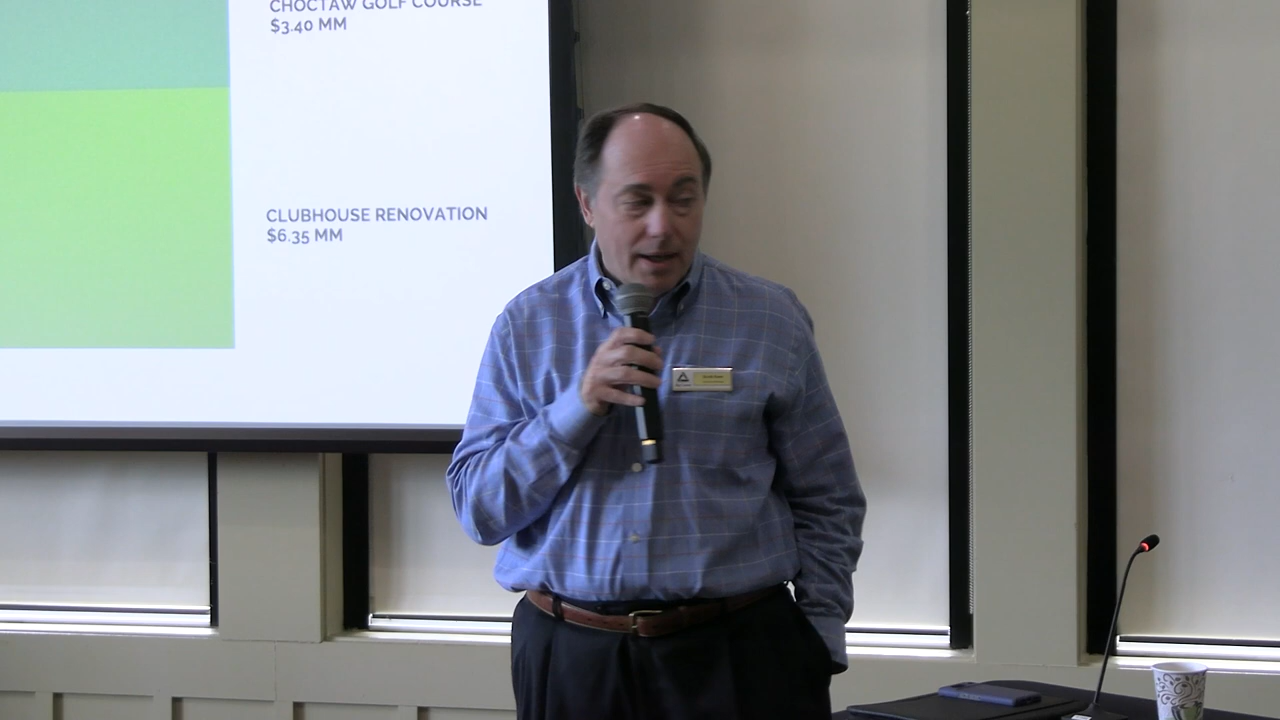 CHOCTAW GOLF COURSE
$3.40 MM
CLUBHOUSE RENOVATION
$6.35 MM